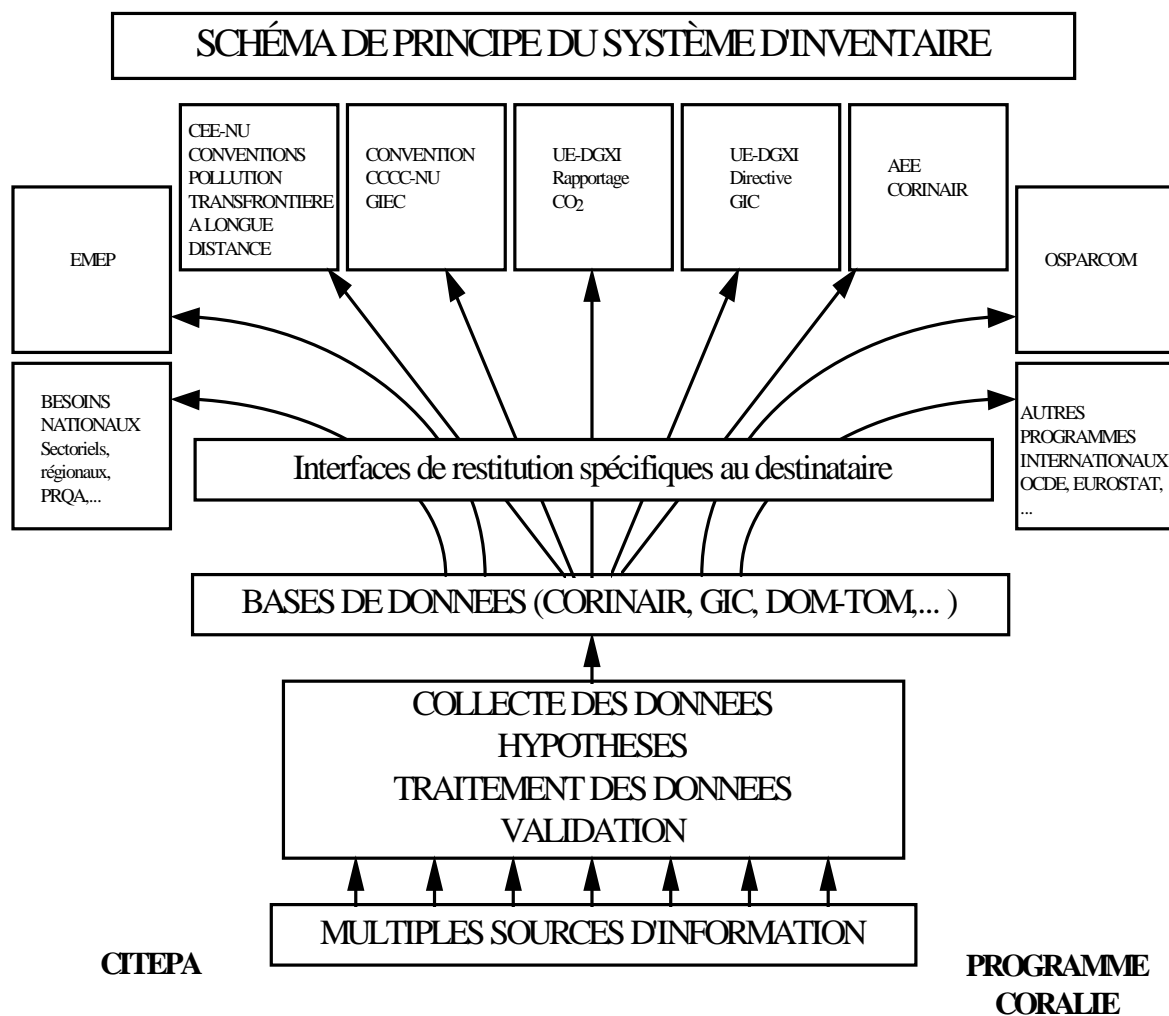 SCHÉMA DE PRINCIPE DU SYSTÈME D'INVENTAIRE
CEE-NU
CONVENTIONS
POLLUTION
TRANSFRONTIERE
A LONGUE
DISTANCE
CONVENTION
CCCC-NU
GIEC
UE-DGXI
Rapportage
CO2
UE-DGXI
Directive
GIC
AEE
CORINAIR
EMEP
OSPARCOM
BESOINS
NATIONAUX
Sectoriels,
régionaux,
PRQA,...
AUTRES
PROGRAMMES
INTERNATIONAUX
OCDE, EUROSTAT,
...
Interfaces de restitution spécifiques au destinataire
BASES DE DONNEES (CORINAIR, GIC, DOM-TOM,... )
COLLECTE DES DONNEES
HYPOTHESES
TRAITEMENT DES DONNEES
VALIDATION
MULTIPLES SOURCES D'INFORMATION
CITEPA
PROGRAMME
CORALIE